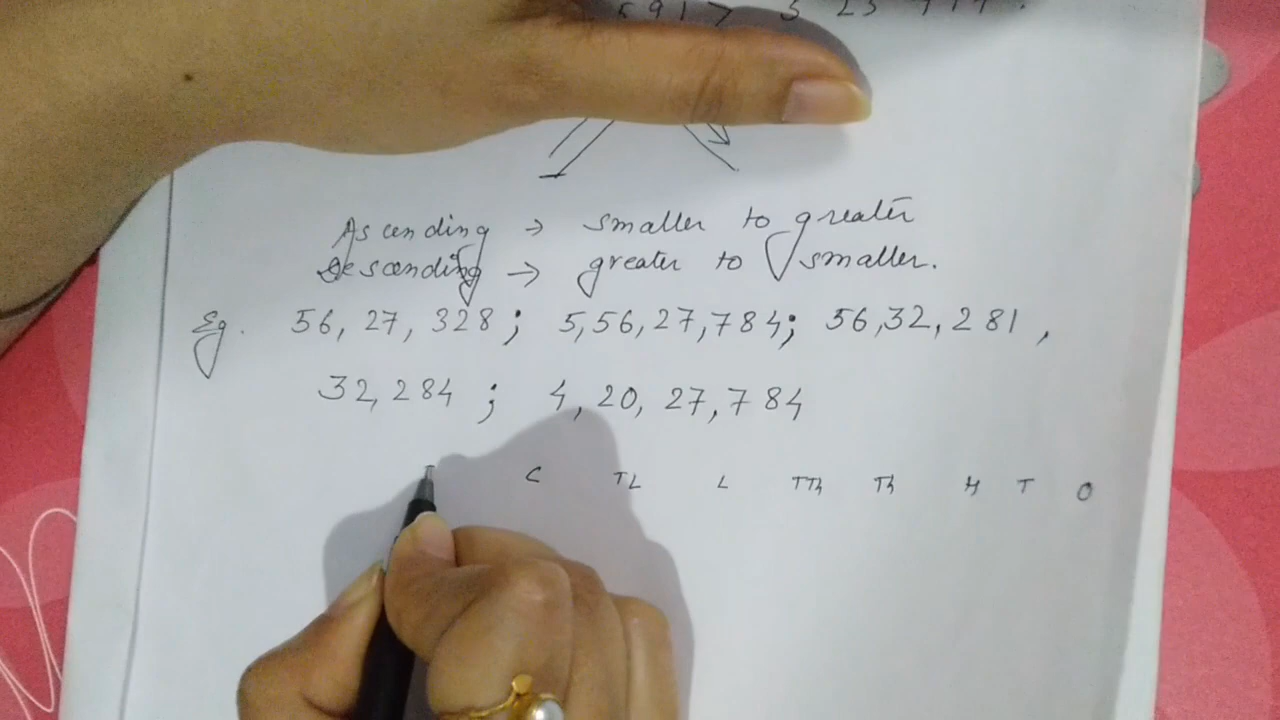 Ascending → smaller to greater
Descending → greater to smaller.
Eg. 56, 27, 328 ; 5,56,27,784; 56,32,281,
32,284 ; 4, 20, 27,784
C TL L TTh Th H T O